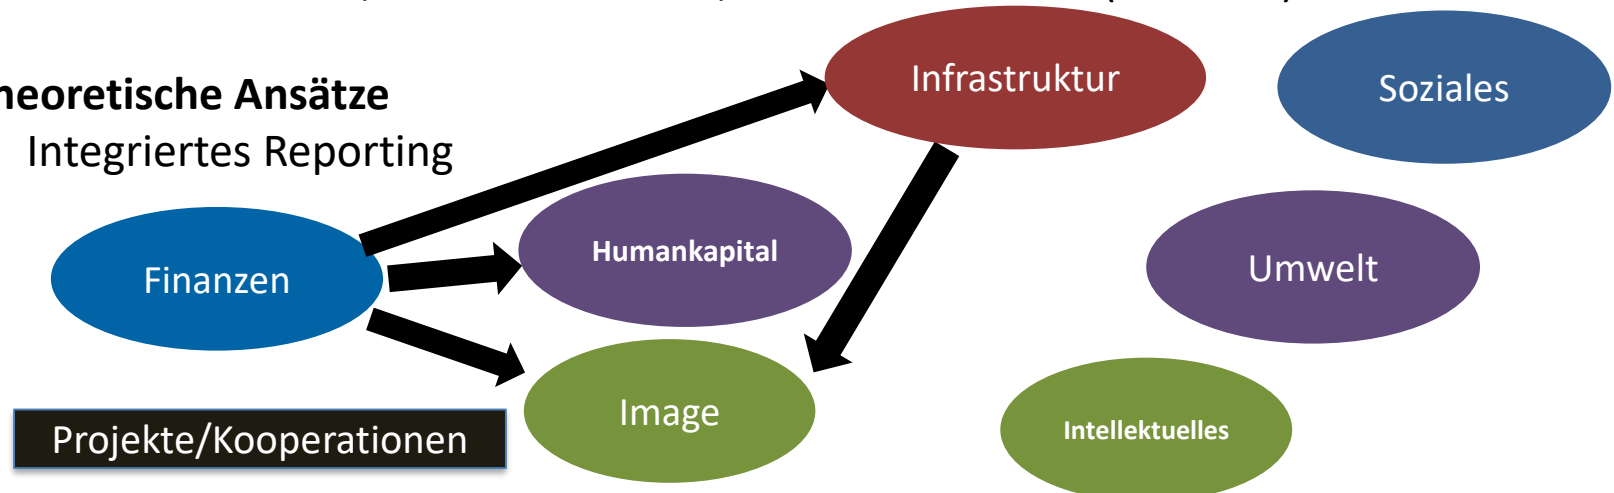 Infrastruktur
Soziales
heoretische Ansätze
Integriertes Reporting
Humankapital
Finanzen
Umwelt
Image
Intellektuelles
Projekte/Kooperationen